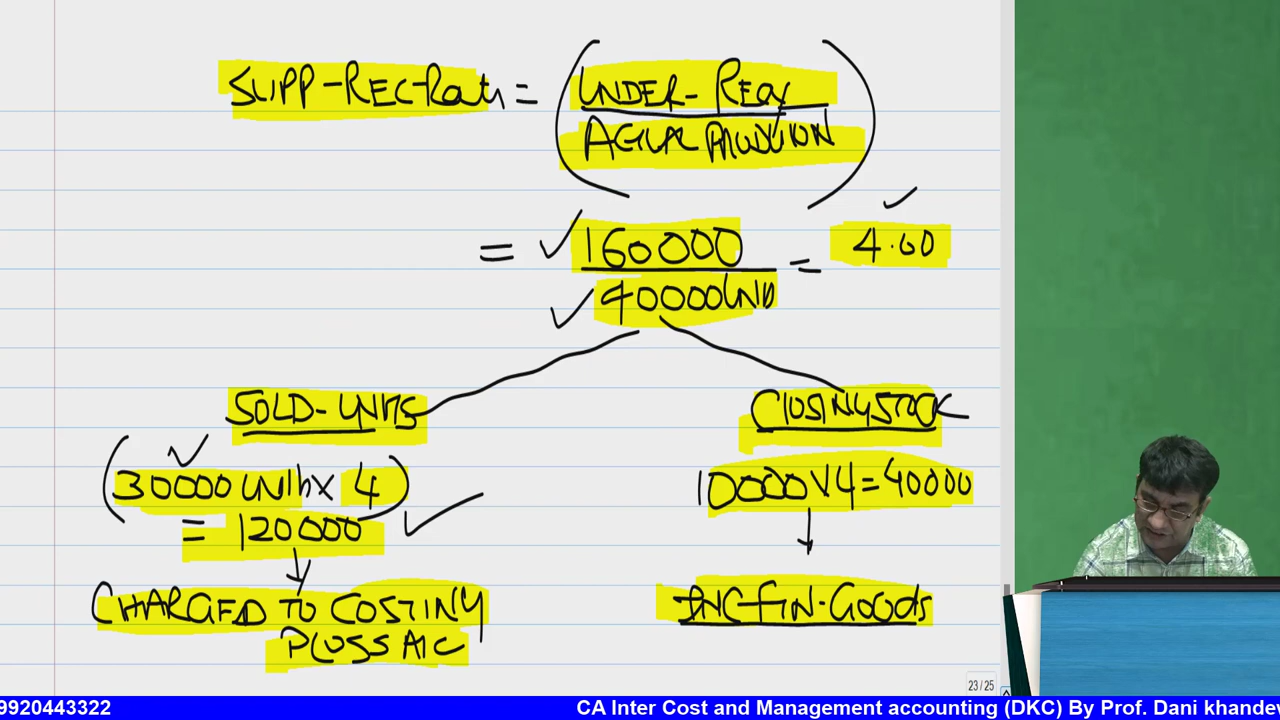 SUPP-REC-Rate = (UNDER-Recy
ACTUAL PRODUCTION)
= 160000 = 4.00
40000 UNITS
SOLD-UNITS
CLOSING STOCK
(30000 units x 4)
= 120000
10000 x 4 = 40000
CHARGED TO COSTING
P LOSS A/C
INC FIN-Goods
23 / 25
9920443322
CA Inter Cost and Management accounting (DKC) By Prof. Dani khandev